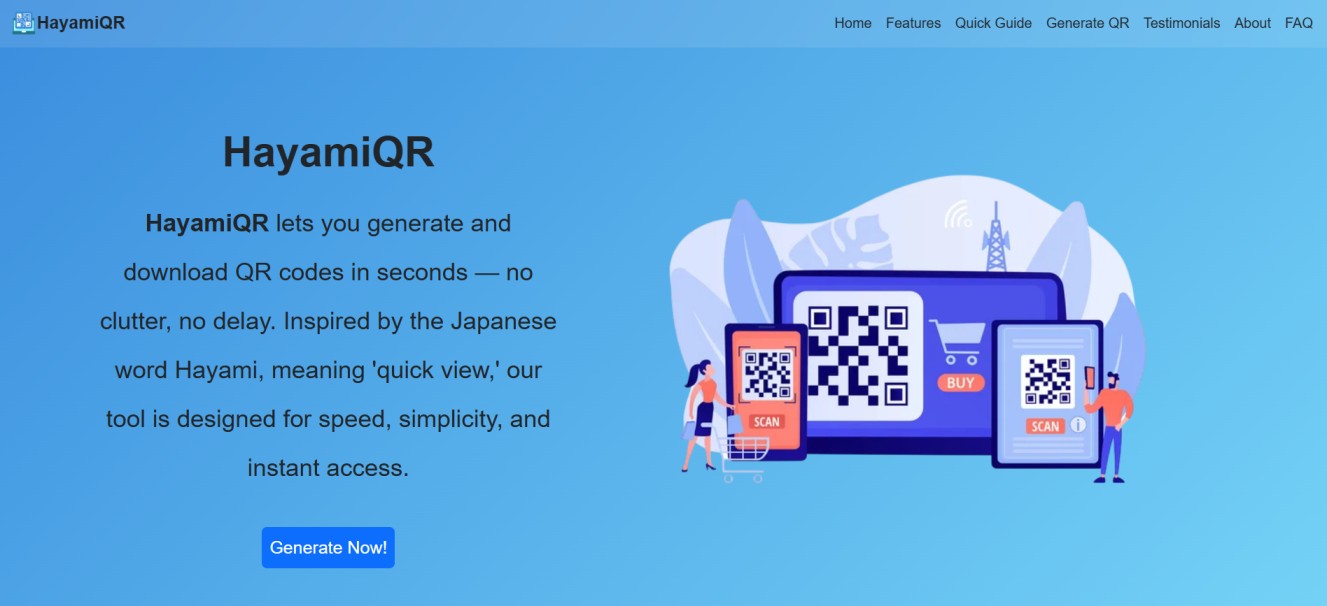 HayamiQR
Home Features Quick Guide Generate QR Testimonials About FAQ
HayamiQR
HayamiQR lets you generate and
download QR codes in seconds — no
clutter, no delay. Inspired by the Japanese
word Hayami, meaning 'quick view,' our
tool is designed for speed, simplicity, and
instant access.
Generate Now!
BUY
SCAN
SCAN i